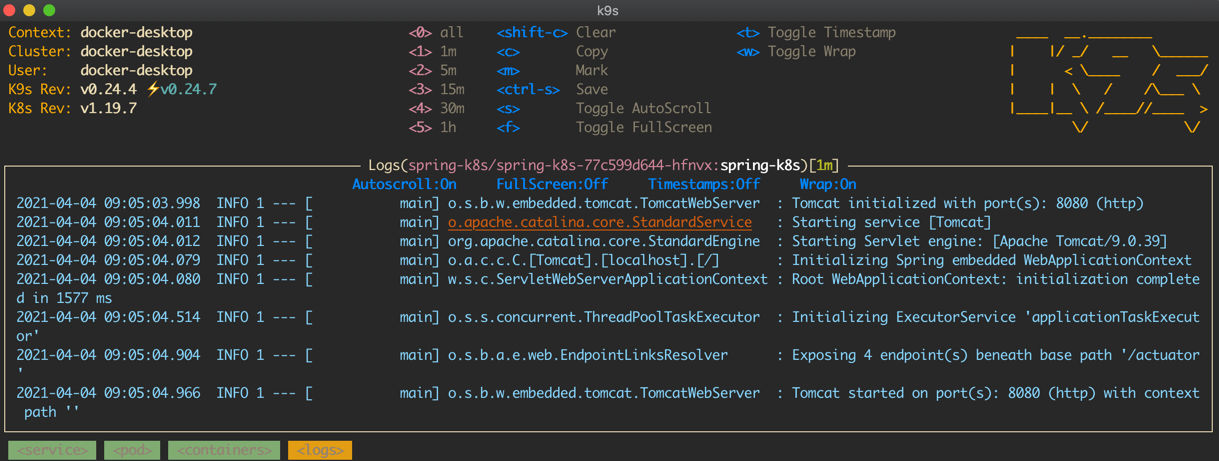 k9s
Context: docker-desktop
Cluster: docker-desktop
User: docker-desktop
K9s Rev: v0.24.4 ⚡v0.24.7
K8s Rev: v1.19.7
<0> all
<1> 1m
<2> 5m
<3> 15m
<4> 30m
<5> 1h
<shift-c> Clear
<c> Copy
<m> Mark
<ctrl-s> Save
<s> Toggle AutoScroll
<f> Toggle FullScreen
<t> Toggle Timestamp
<w> Toggle Wrap
Logs(spring-k8s/spring-k8s-77c599d644-hfnvx:spring-k8s)[1m]
Autoscroll:On FullScreen:Off Timestamps:Off Wrap:On
2021-04-04 09:05:03.998 INFO 1 --- [ main] o.s.b.w.embedded.tomcat.TomcatWebServer : Tomcat initialized with port(s): 8080 (http)
2021-04-04 09:05:04.011 INFO 1 --- [ main] o.apache.catalina.core.StandardService : Starting service [Tomcat]
2021-04-04 09:05:04.012 INFO 1 --- [ main] org.apache.catalina.core.StandardEngine : Starting Servlet engine: [Apache Tomcat/9.0.39]
2021-04-04 09:05:04.079 INFO 1 --- [ main] o.a.c.c.C.[Tomcat].[localhost].[/] : Initializing Spring embedded WebApplicationContext
2021-04-04 09:05:04.080 INFO 1 --- [ main] w.s.c.ServletWebServerApplicationContext : Root WebApplicationContext: initialization complete
d in 1577 ms
2021-04-04 09:05:04.514 INFO 1 --- [ main] o.s.s.concurrent.ThreadPoolTaskExecutor : Initializing ExecutorService 'applicationTaskExecut
or'
2021-04-04 09:05:04.904 INFO 1 --- [ main] o.s.b.a.e.web.EndpointLinksResolver : Exposing 4 endpoint(s) beneath base path '/actuator
'
2021-04-04 09:05:04.966 INFO 1 --- [ main] o.s.b.w.embedded.tomcat.TomcatWebServer : Tomcat started on port(s): 8080 (http) with context
path ''
<service> <pod> <containers> <logs>